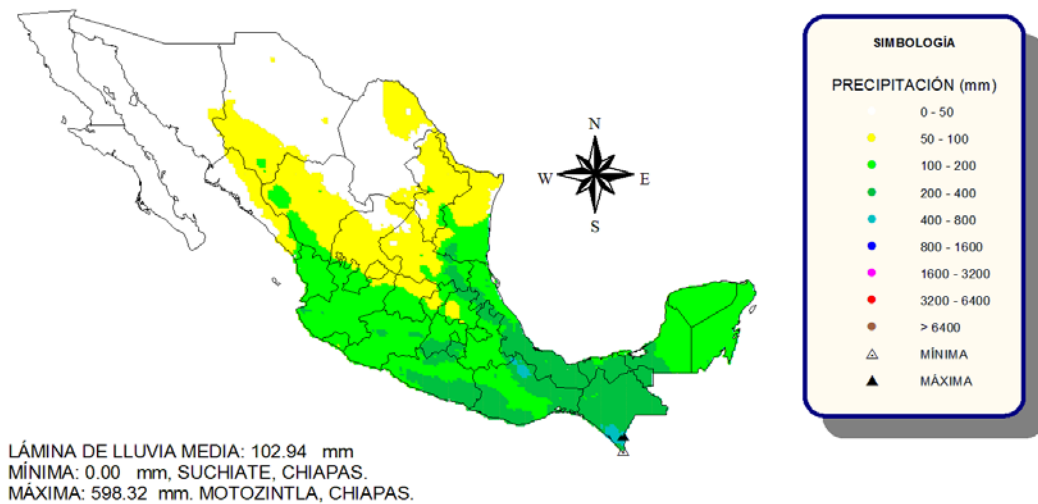 SIMBOLOGÍA
PRECIPITACIÓN (mm)
0 - 50
50 - 100
100 - 200
200 - 400
400 - 800
800 - 1600
1600 - 3200
3200 - 6400
> 6400
MÍNIMA
MÁXIMA
N
W E
S
LÁMINA DE LLUVIA MEDIA: 102.94 mm
MÍNIMA: 0.00 mm, SUCHIATE, CHIAPAS.
MÁXIMA: 598.32 mm. MOTOZINTLA, CHIAPAS.